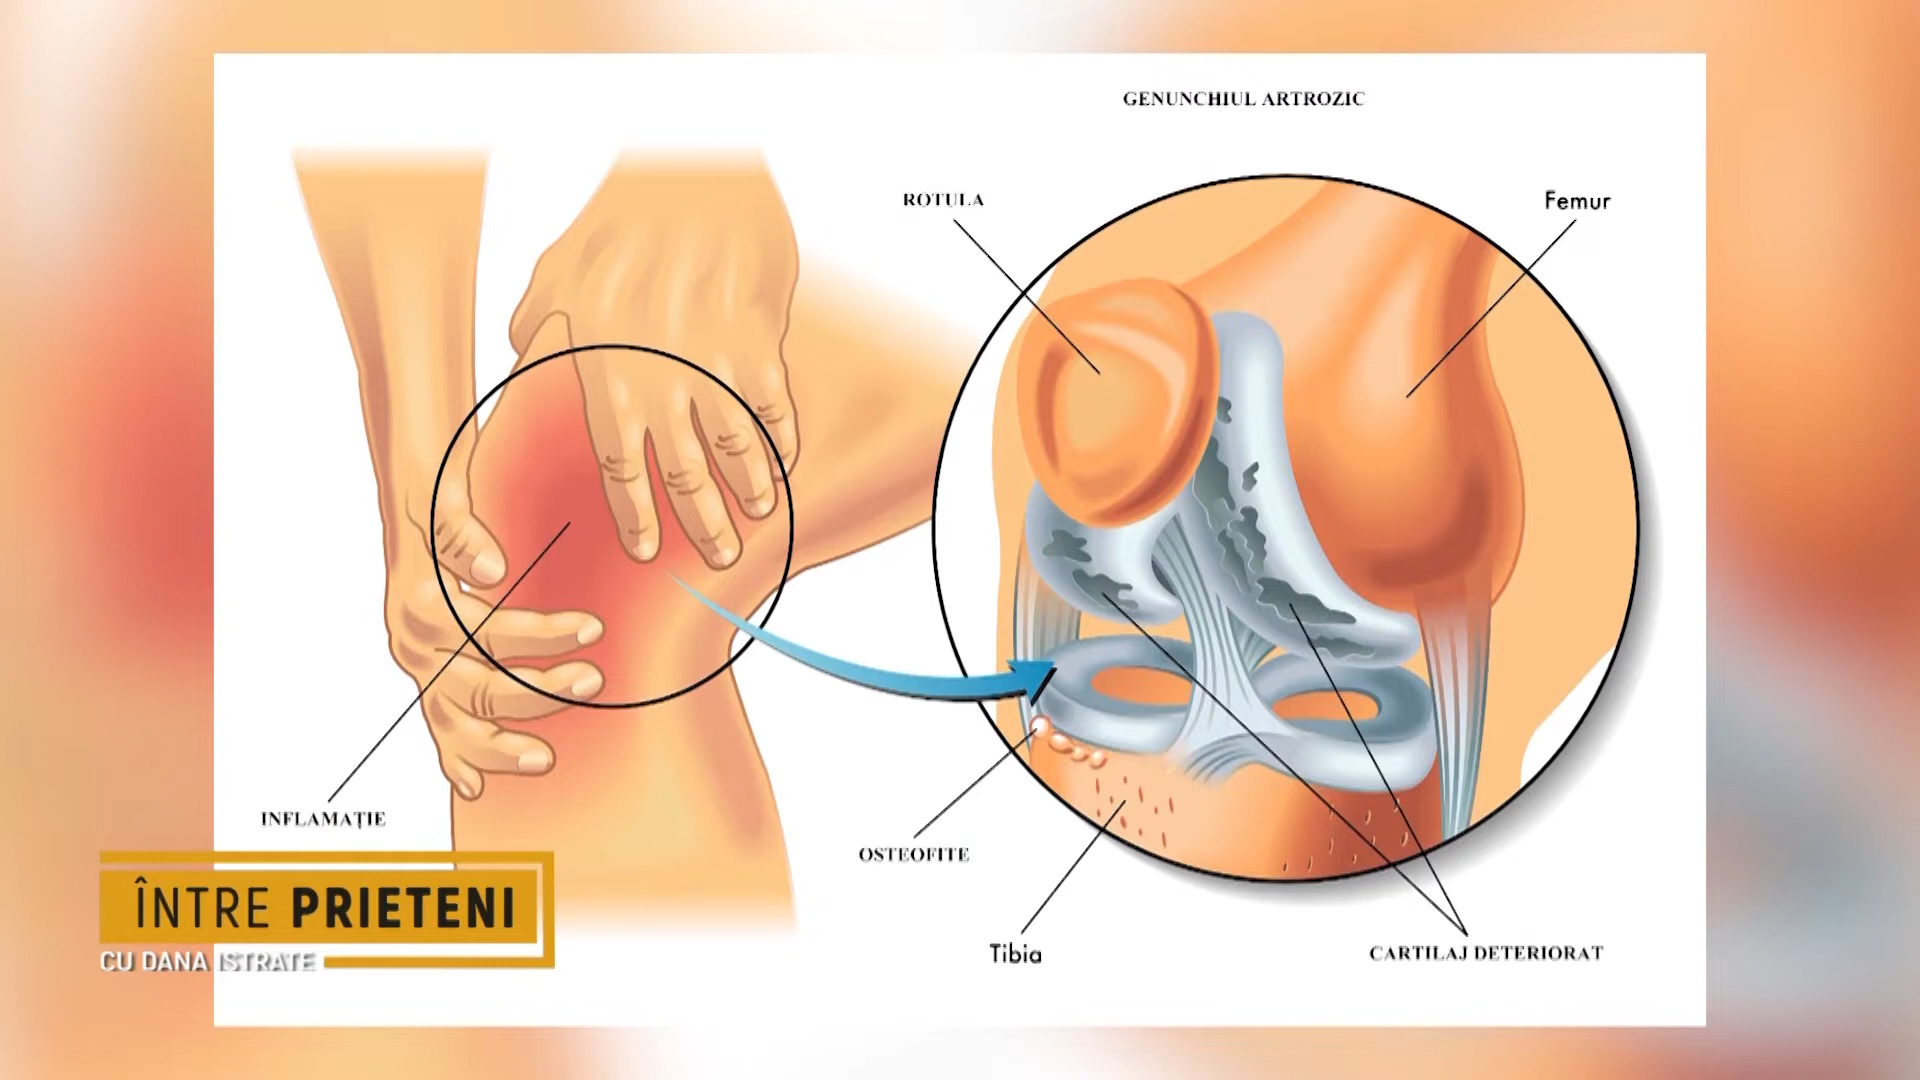 GENUNCHIUL ARTROZIC
ROTULA
Femur
INFLAMAȚIE
OSTEOFITE
Tibia
CARTILAJ DETERIORAT
ÎNTRE PRIETENI
CU DANA ISTRATE